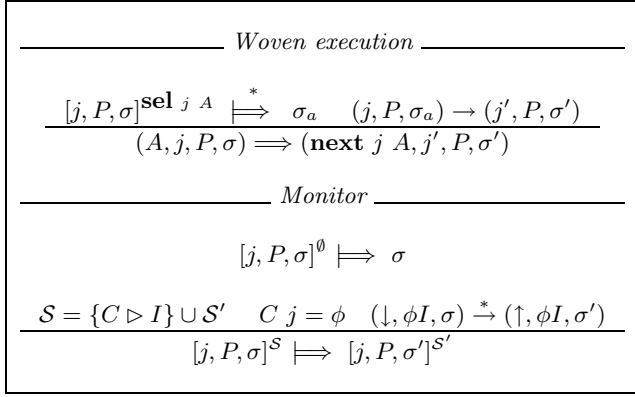 Woven execution
[j, P, σ]^{sel j A} ⊨⇒^* σ_a    (j, P, σ_a) → (j′, P, σ′)
(A, j, P, σ) ⟹ (next j A, j′, P, σ′)
Monitor
[j, P, σ]^∅ ⊨⇒ σ
𝒮 = {C ▷ I} ∪ 𝒮′    C j = ϕ    (↓, ϕI, σ) →^* (↑, ϕI, σ′)
[j, P, σ]^𝒮 ⊨⇒ [j, P, σ′]^{𝒮′}